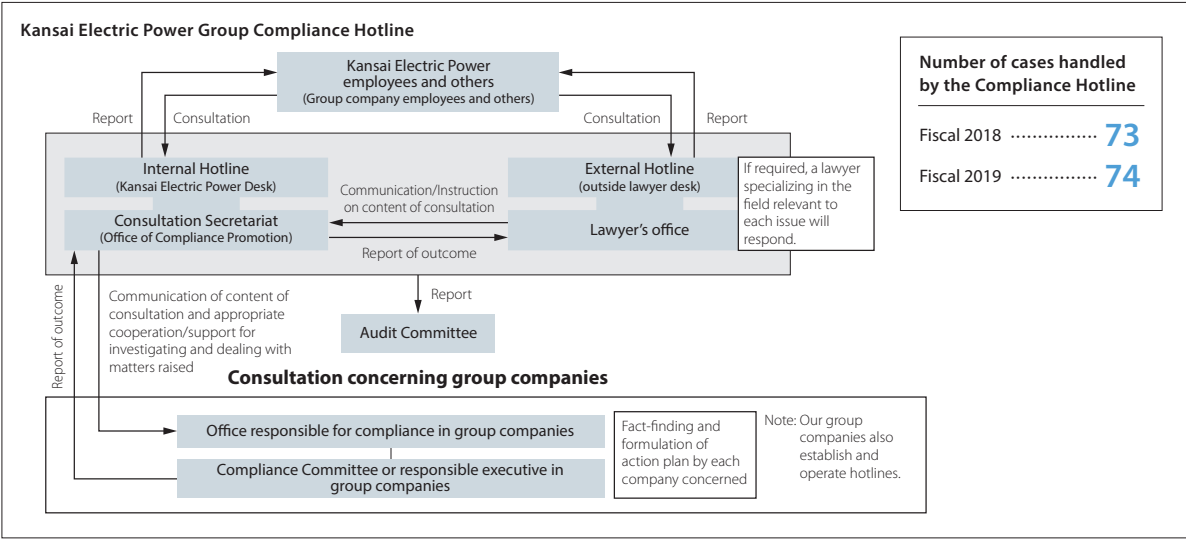 Kansai Electric Power Group Compliance Hotline
Kansai Electric Power
employees and others
(Group company employees and others)
Report
Consultation
Consultation
Report
Internal Hotline
(Kansai Electric Power Desk)
External Hotline
(outside lawyer desk)
If required, a lawyer
specializing in the
field relevant to
each issue will
respond.
Communication/Instruction
on content of consultation
Consultation Secretariat
(Office of Compliance Promotion)
Lawyer's office
Report of outcome
Report
Audit Committee
Report of outcome
Communication of content of
consultation and appropriate
cooperation/support for
investigating and dealing with
matters raised
Consultation concerning group companies
Office responsible for compliance in group companies
Compliance Committee or responsible executive in
group companies
Fact-finding and
formulation of
action plan by each
company concerned
Note: Our group
companies also
establish and
operate hotlines.
Number of cases handled
by the Compliance Hotline
Fiscal 2018 ················ 73
Fiscal 2019 ················ 74